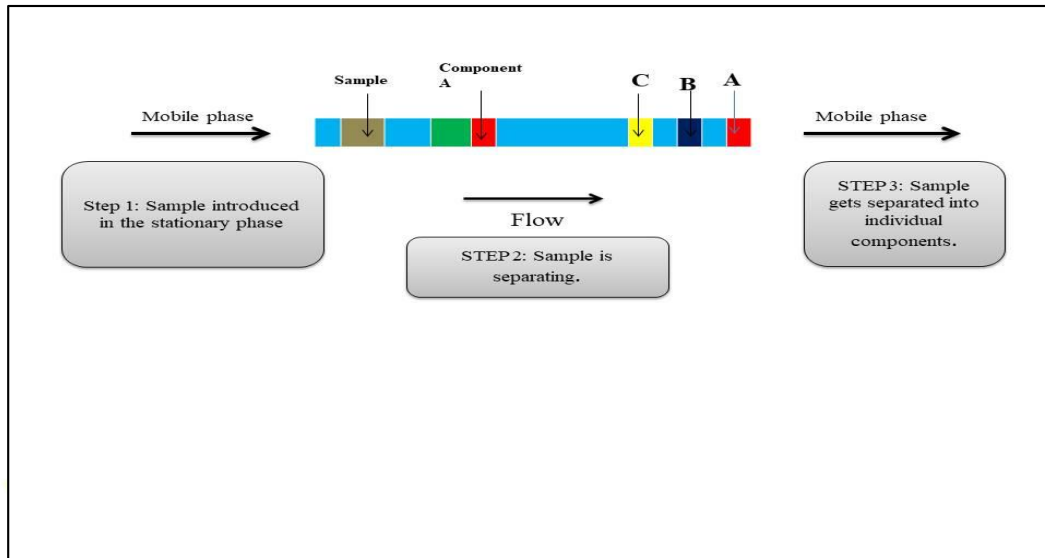 Sample
Component
A
C
B
A
Mobile phase
Mobile phase
Step 1: Sample introduced
in the stationary phase
Flow
STEP 2: Sample is
separating.
STEP 3: Sample
gets separated into
individual
components.